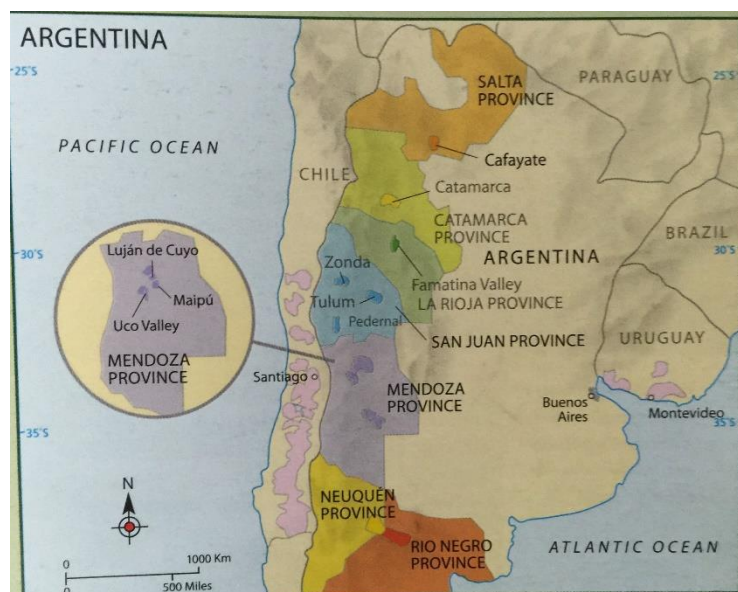 ARGENTINA
25°S
25°S
SALTA
PROVINCE
PARAGUAY
PACIFIC OCEAN
Cafayate
CHILE
Catamarca
CATAMARCA
PROVINCE
BRAZIL
30°S
30°S
ARGENTINA
Luján de Cuyo
Maipú
Uco Valley
MENDOZA
PROVINCE
Zonda
Famatina Valley
Tulum
LA RIOJA PROVINCE
Pedernal
SAN JUAN PROVINCE
URUGUAY
Santiago
MENDOZA
PROVINCE
Buenos
Aires
Montevideo
35°S
35°S
N
NEUQUÉN
PROVINCE
RIO NEGRO
PROVINCE
ATLANTIC OCEAN
0
1000 Km
0
500 Miles